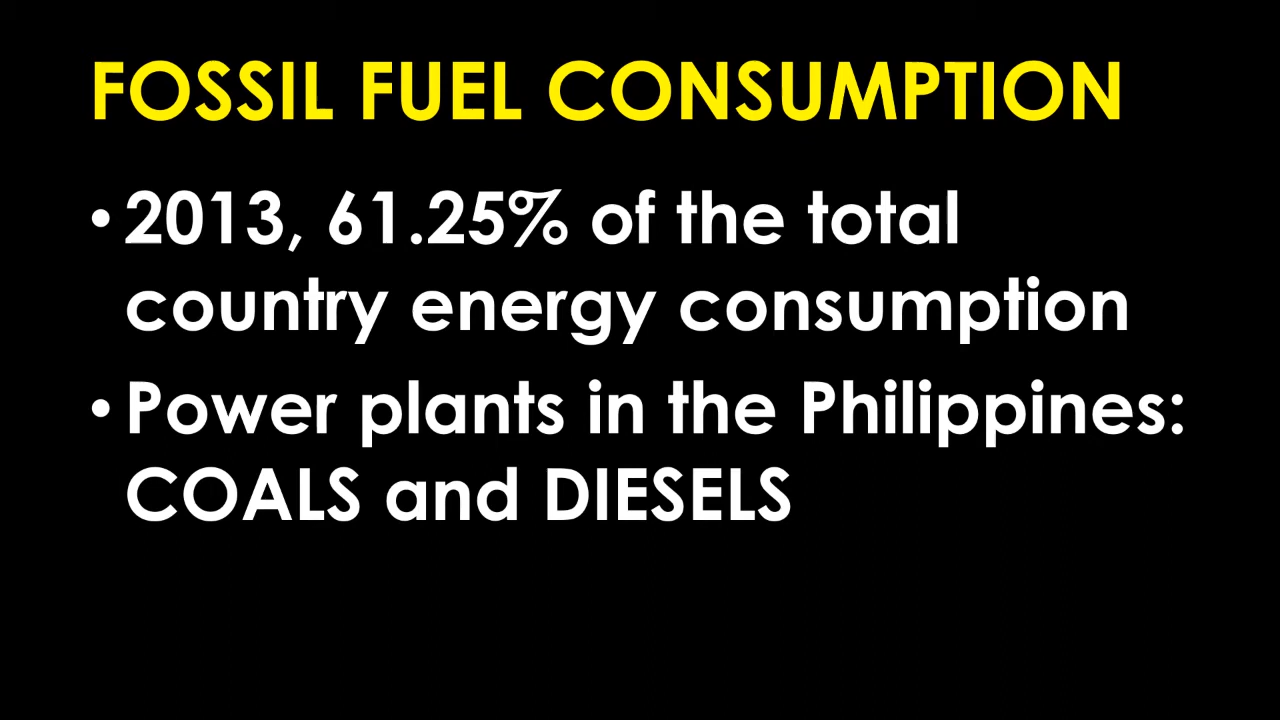 FOSSIL FUEL CONSUMPTION
• 2013, 61.25% of the total
country energy consumption
• Power plants in the Philippines:
COALS and DIESELS